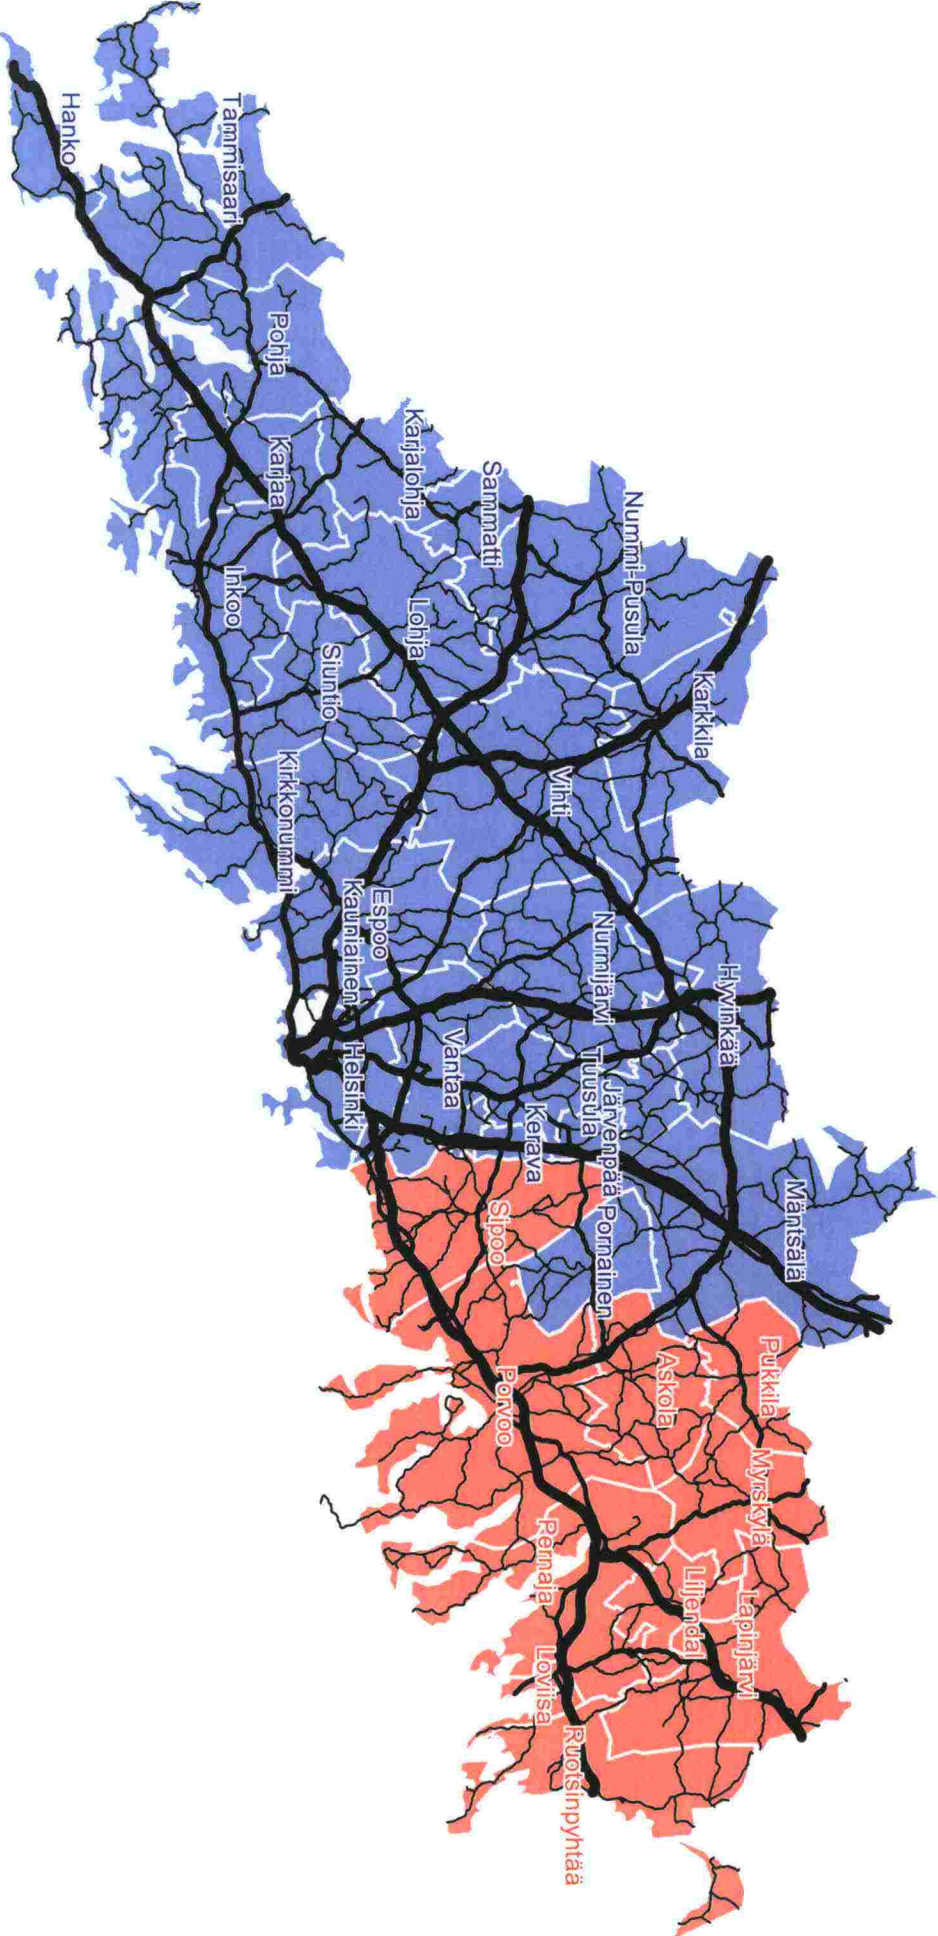 Hanko
Tammisaari
Pohja
Karjaa
Karjalohja
Sammatti
Nummi-Pusula
Inkoo
Lohja
Siuntio
Karkkila
Vihti
Kirkkonummi
Espoo
Kauniainen
Nurmijärvi
Hyvinkää
Vantaa
Helsinki
Tuusula
Järvenpää
Kerava
Mäntsälä
Pornainen
Sipoo
Pukkila
Askola
Porvoo
Myrskylä
Pernaja
Liljendal
Lapinjärvi
Loviisa
Ruotsinpyhtää